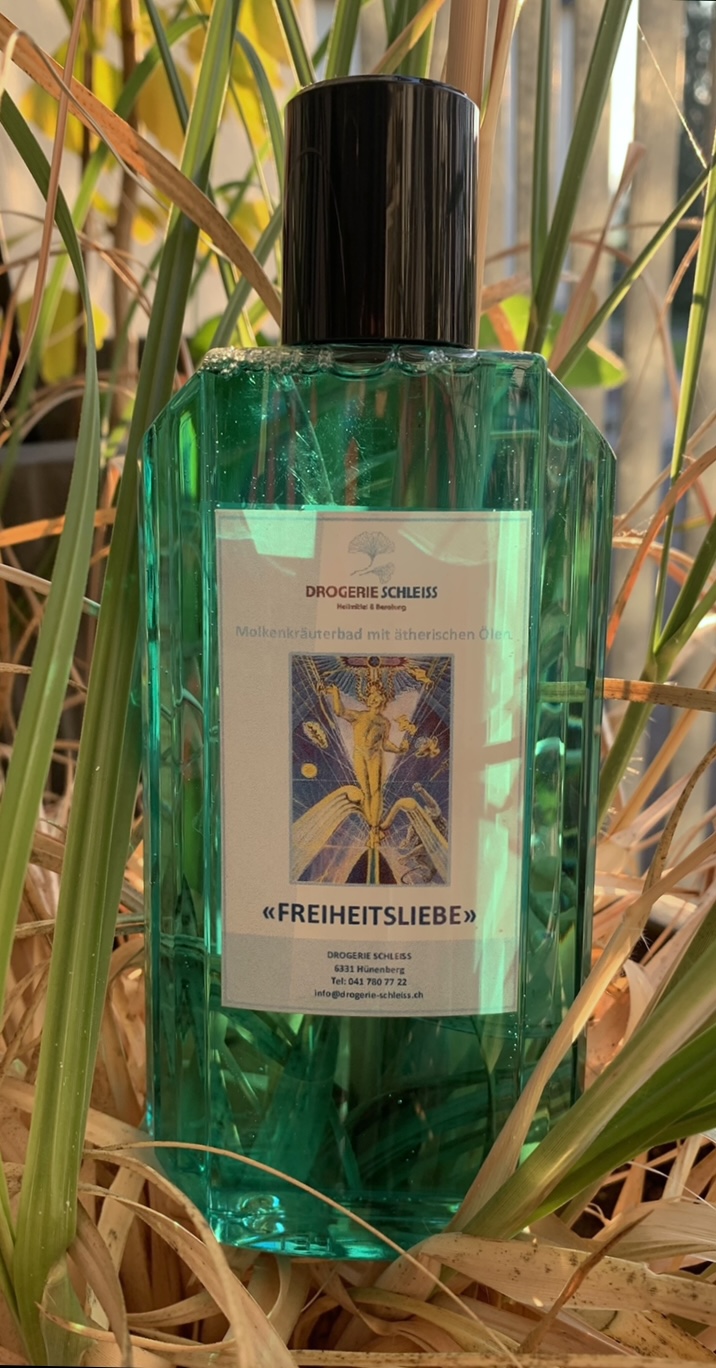 DROGERIE SCHLEISS
Heilmittel & Beratung
Molkenkräuterbad mit ätherischen Ölen
«FREIHEITSLIEBE»
DROGERIE SCHLEISS
6331 Hünenberg
Tel: 041 780 77 22
info@drogerie-schleiss.ch